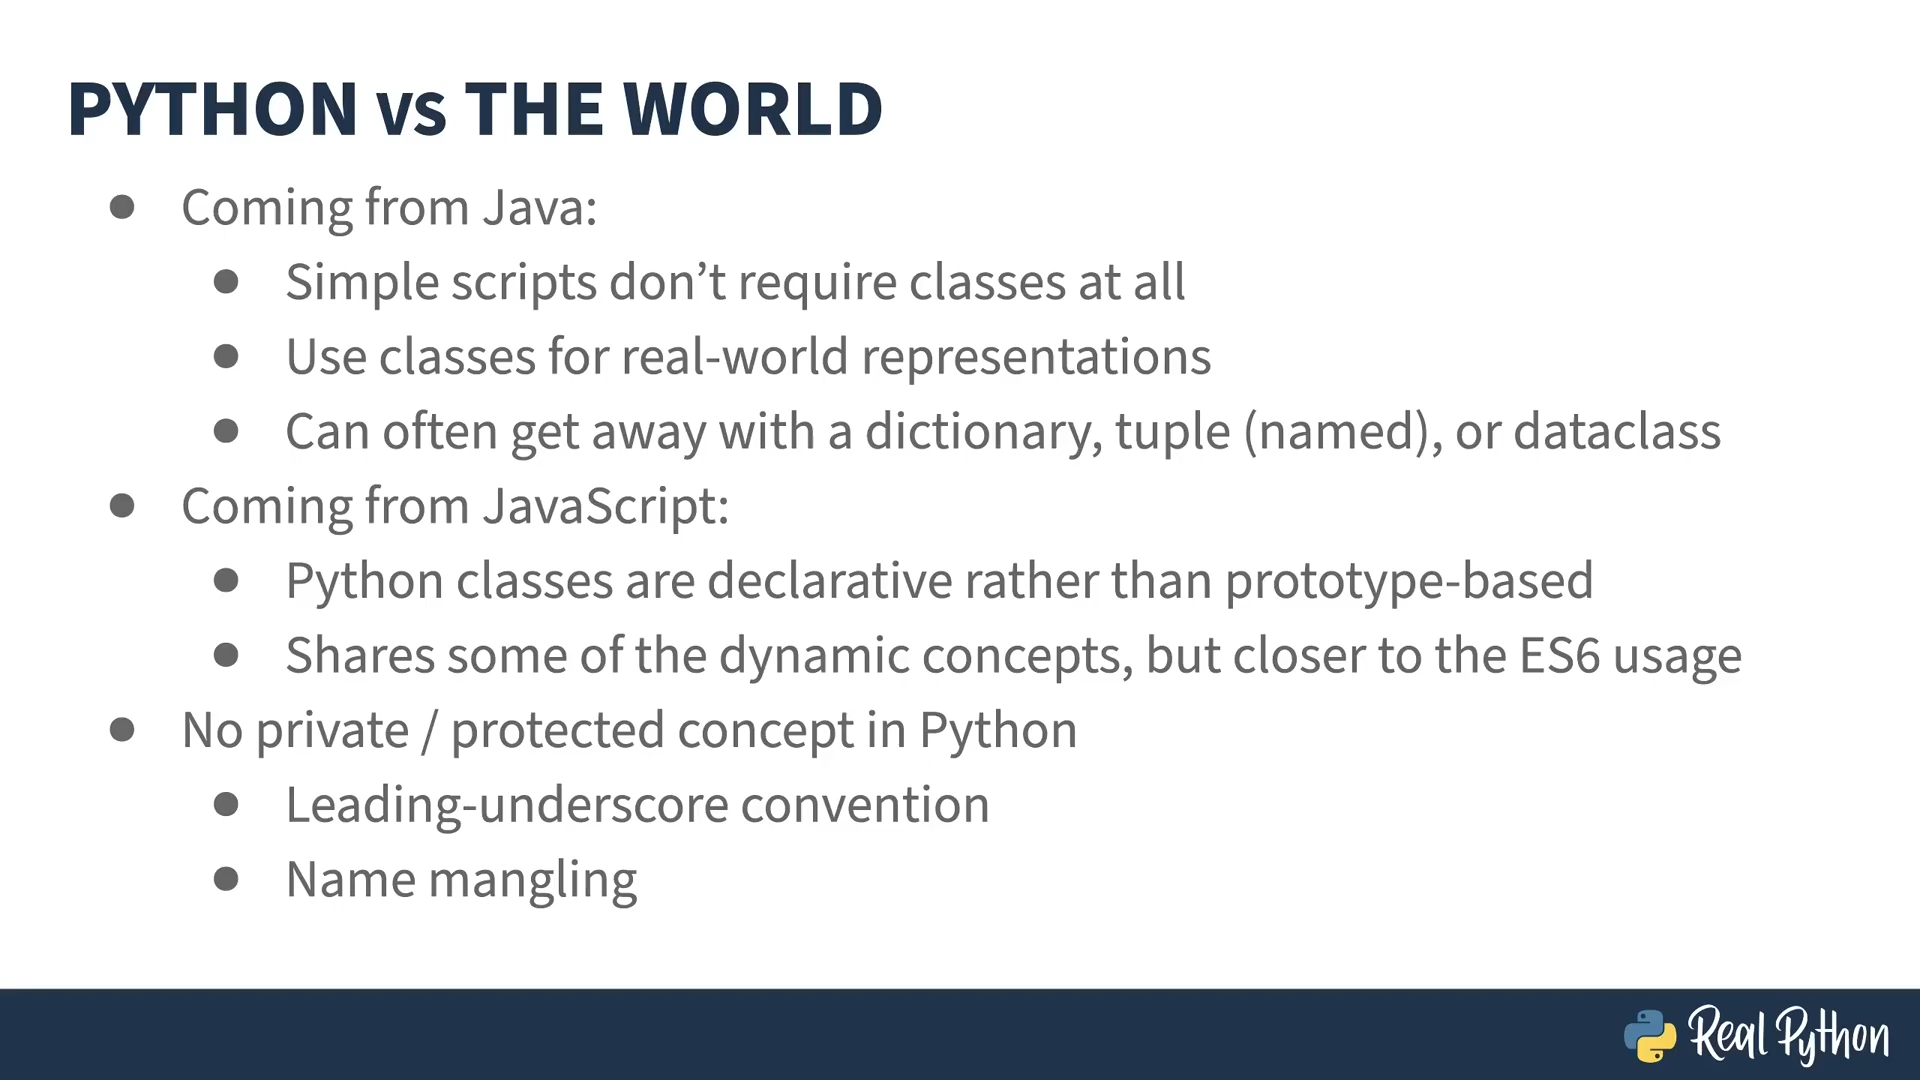 PYTHON vs THE WORLD
● Coming from Java:
● Simple scripts don’t require classes at all
● Use classes for real-world representations
● Can often get away with a dictionary, tuple (named), or dataclass
● Coming from JavaScript:
● Python classes are declarative rather than prototype-based
● Shares some of the dynamic concepts, but closer to the ES6 usage
● No private / protected concept in Python
● Leading-underscore convention
● Name mangling
Real Python